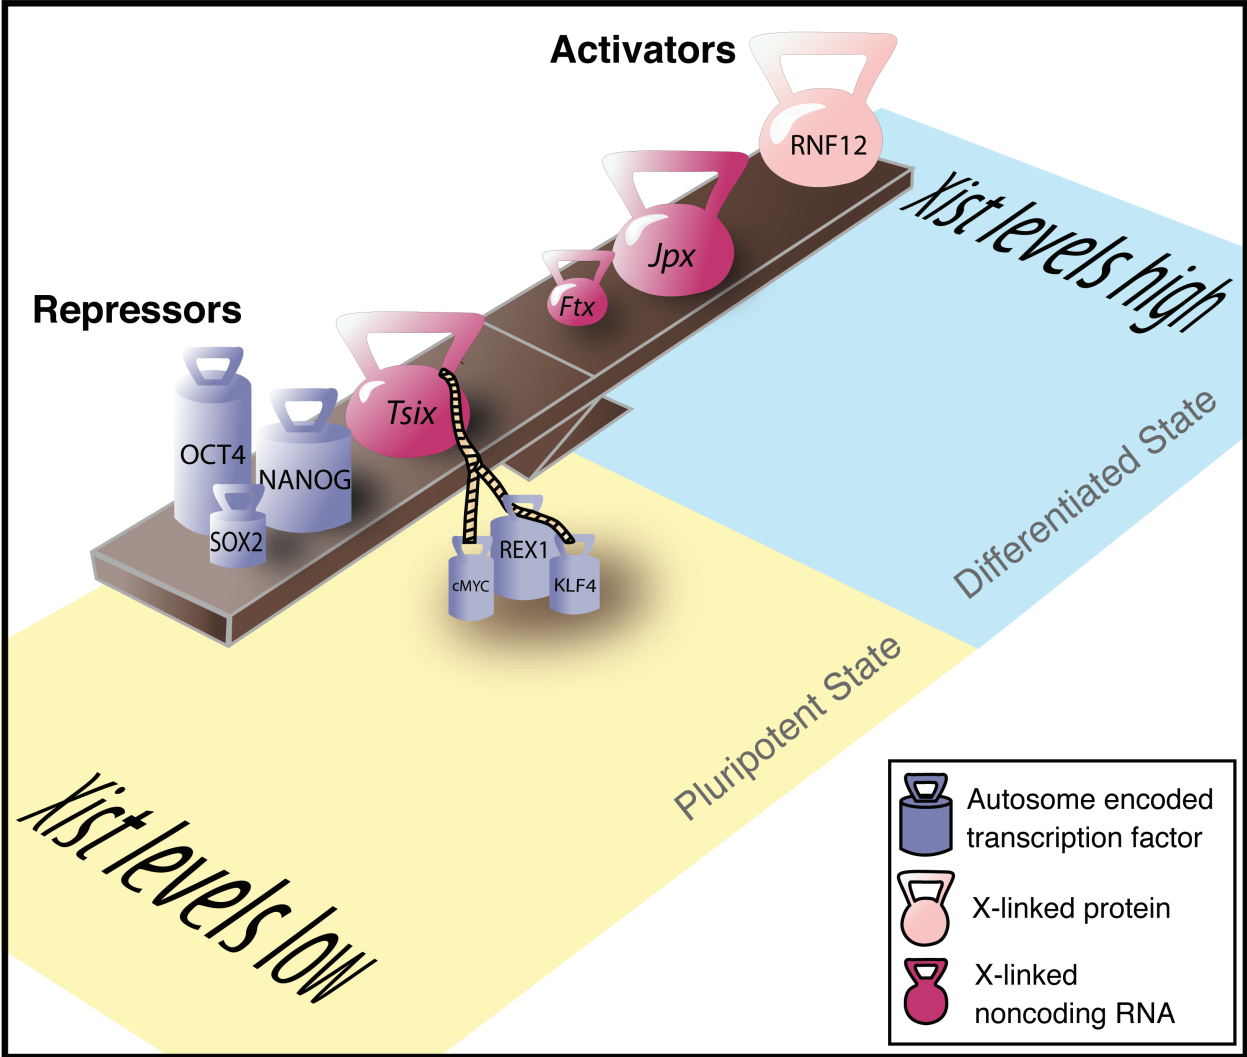 Activators
RNF12
Xist levels high
Jpx
Ftx
Repressors
Tsix
OCT4
NANOG
SOX2
REX1
cMYC
KLF4
Differentiated State
Pluripotent State
Xist levels low
Autosome encoded
transcription factor
X-linked protein
X-linked
noncoding RNA